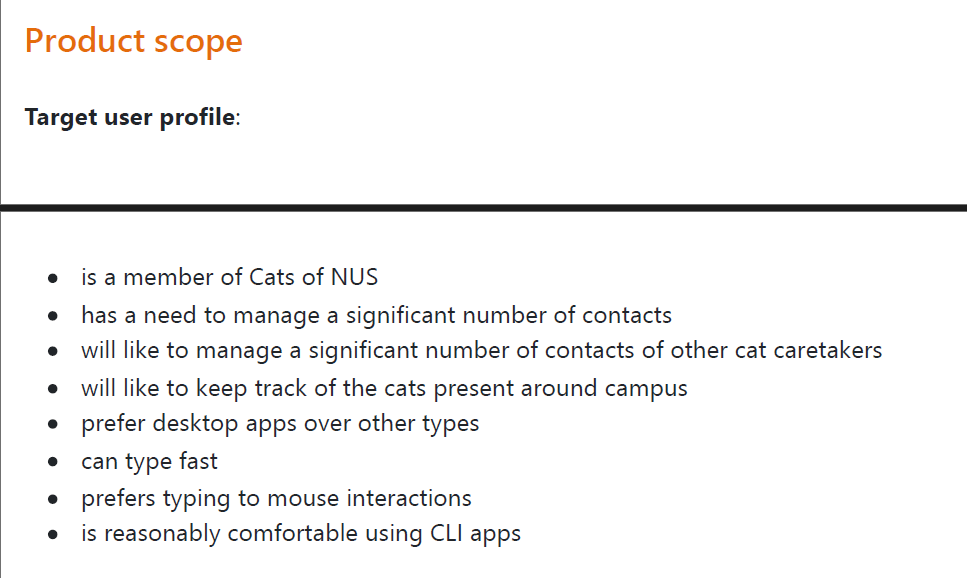 Product scope
Target user profile:
is a member of Cats of NUS
has a need to manage a significant number of contacts
will like to manage a significant number of contacts of other cat caretakers
will like to keep track of the cats present around campus
prefer desktop apps over other types
can type fast
prefers typing to mouse interactions
is reasonably comfortable using CLI apps